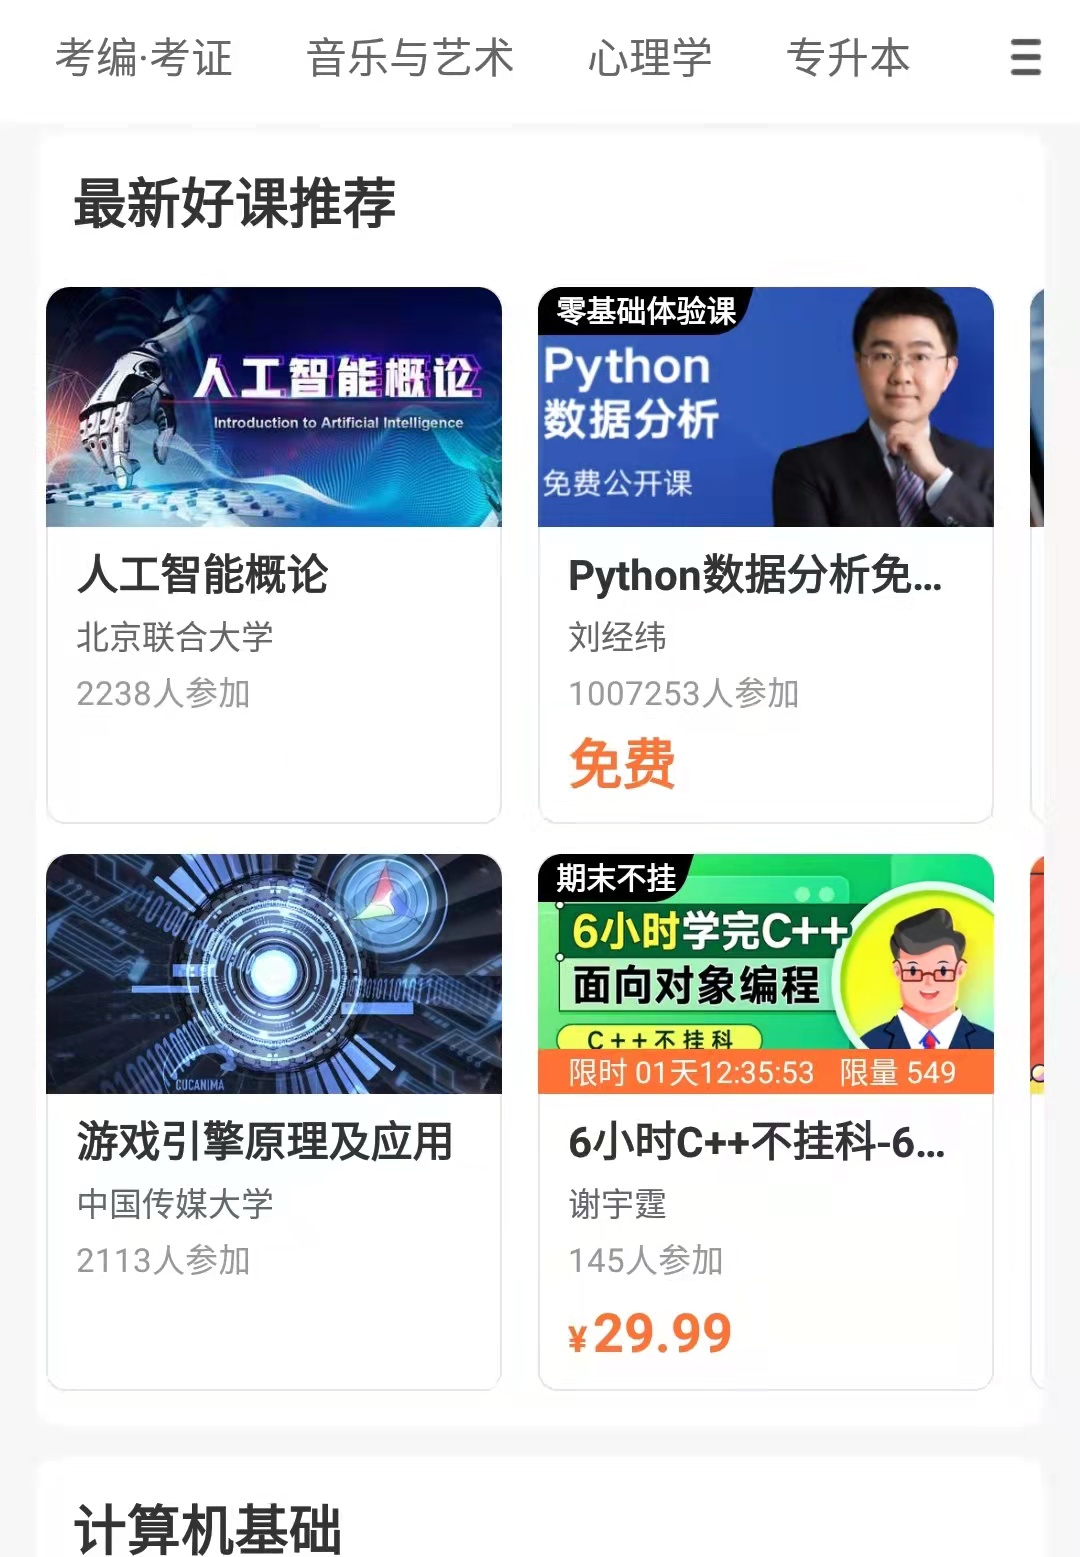 考编·考证 音乐与艺术 心理学 专升本
最新好课推荐
人工智能概论
Introduction to Artificial Intelligence
人工智能概论
北京联合大学
2238人参加
零基础体验课
Python
数据分析
免费公开课
Python数据分析免...
刘经纬
1007253人参加
免费
CUCANIMA
游戏引擎原理及应用
中国传媒大学
2113人参加
期末不挂
6小时学完C++
面向对象编程
C++不挂科
限时 01天12:35:53 限量 549
6小时C++不挂科-6...
谢宇霆
145人参加
¥29.99
计算机基础